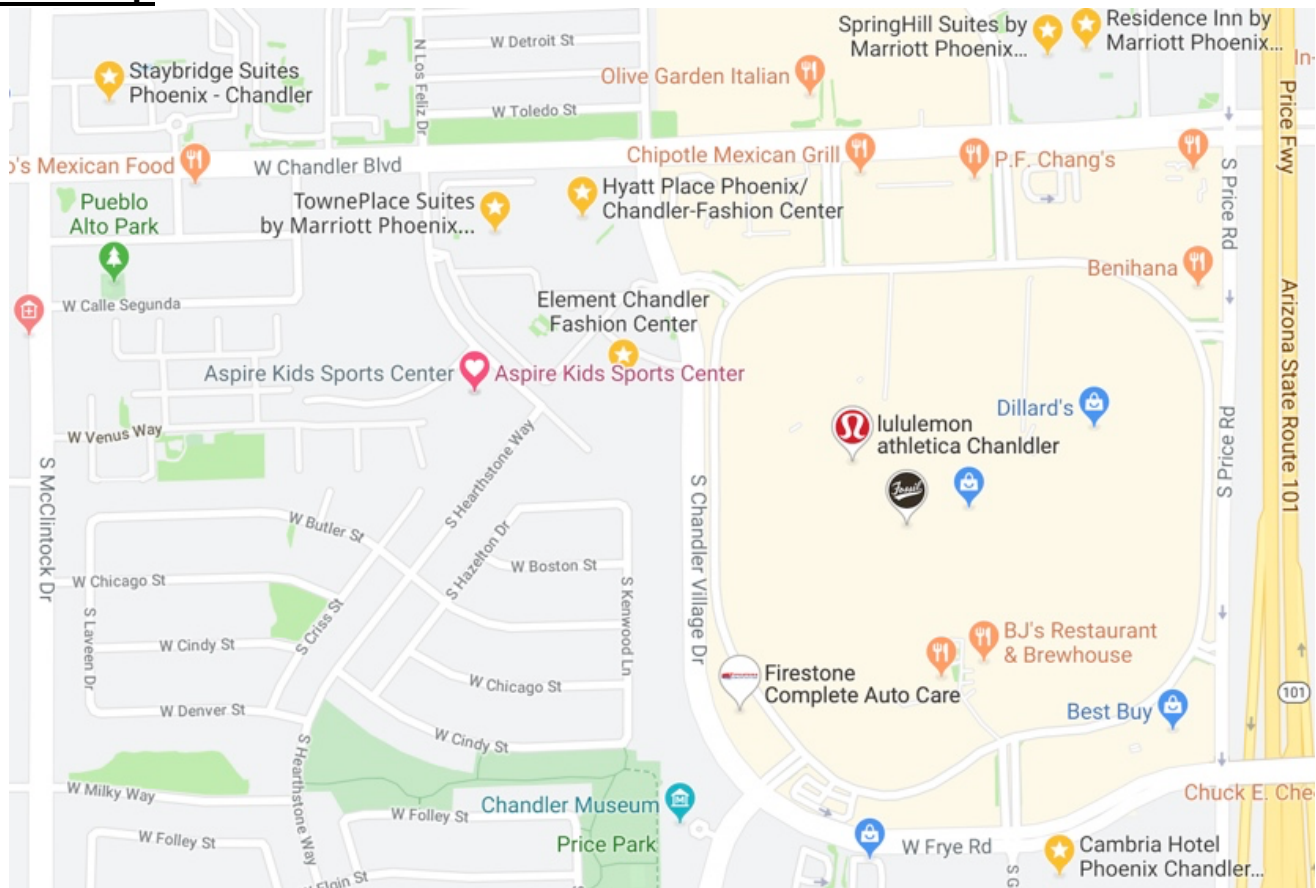 W Detroit St
SpringHill Suites by
Marriott Phoenix...
Residence Inn by
Marriott Phoenix...
Staybridge Suites
Phoenix - Chandler
N Los Feliz Dr
Olive Garden Italian
In-
Price Fwy
W Toledo St
o's Mexican Food
W Chandler Blvd
Chipotle Mexican Grill
P.F. Chang's
S Price Rd
Pueblo
Alto Park
TownePlace Suites
by Marriott Phoenix...
Hyatt Place Phoenix/
Chandler-Fashion Center
Benihana
W Calle Segunda
Element Chandler
Fashion Center
Arizona State Route 101
Aspire Kids Sports Center
Aspire Kids Sports Center
Dillard's
lululemon
athletica Chanldler
W Venus Way
S Price Rd
S McClintock Dr
S Hearthstone Way
S Chandler Village Dr
Fossil
W Butler St
S Hazelton Dr
W Boston St
W Chicago St
S Kenwood Ln
S Laveen Dr
S Criss St
W Cindy St
BJ's Restaurant
& Brewhouse
Firestone
Complete Auto Care
W Chicago St
101
W Denver St
Best Buy
W Cindy St
S Hearthstone Way
W Milky Way
Chandler Museum
Chuck E. Chee
W Folley St
W Folley St
Price Park
W Frye Rd
Cambria Hotel
Phoenix Chandler...
W Elgin St
S G